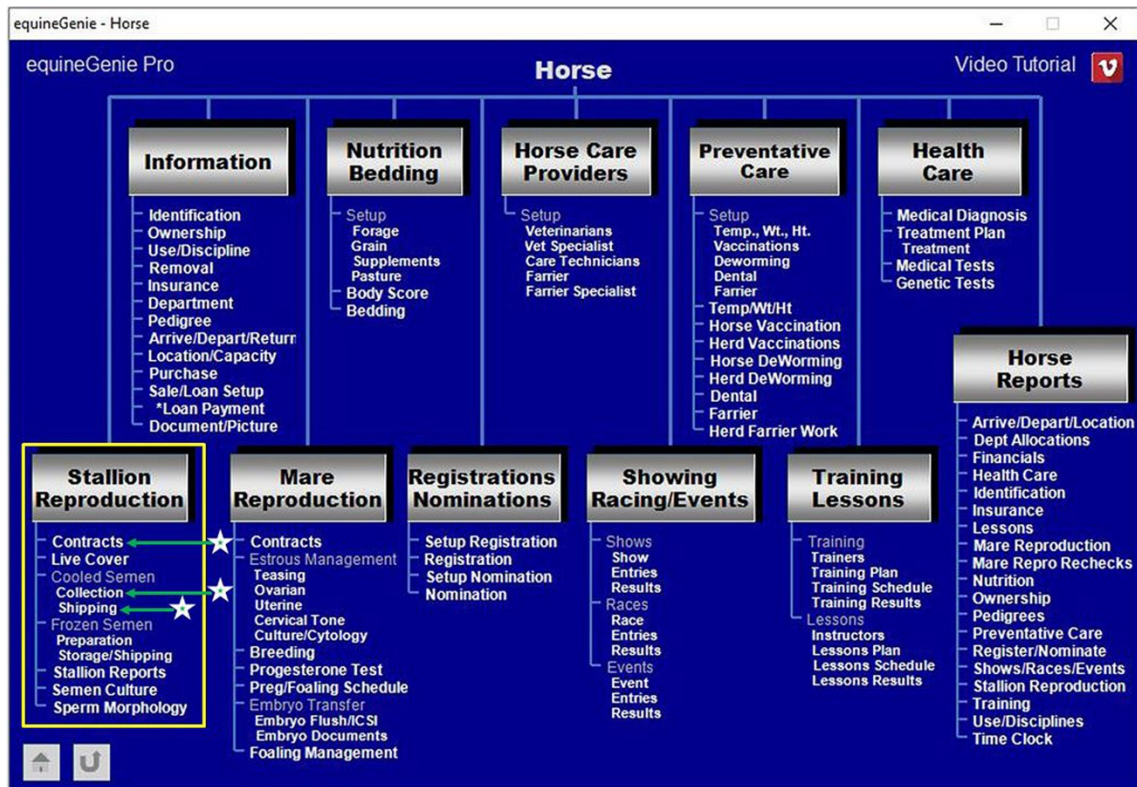 equineGenie - Horse
equineGenie Pro
Horse
Video Tutorial
Information
Identification
Ownership
Use/Discipline
Removal
Insurance
Department
Pedigree
Arrive/Depart/Return
Location/Capacity
Purchase
Sale/Loan Setup
*Loan Payment
Document/Picture
Nutrition
Bedding
Setup
Forage
Grain
Supplements
Pasture
Body Score
Bedding
Horse Care
Providers
Setup
Veterinarians
Vet Specialist
Care Technicians
Farrier
Farrier Specialist
Preventative
Care
Setup
Temp., Wt., Ht.
Vaccinations
Deworming
Dental
Farrier
Temp/Wt/Ht
Horse Vaccination
Herd Vaccinations
Horse DeWorming
Herd DeWorming
Dental
Farrier
Herd Farrier Work
Health
Care
Medical Diagnosis
Treatment Plan
Treatment
Medical Tests
Genetic Tests
Stallion
Reproduction
Contracts
Live Cover
Cooled Semen
Collection
Shipping
Frozen Semen
Preparation
Storage/Shipping
Stallion Reports
Semen Culture
Sperm Morphology
Mare
Reproduction
Contracts
Estrous Management
Teasing
Ovarian
Uterine
Cervical Tone
Culture/Cytology
Breeding
Progesterone Test
Preg/Foaling Schedule
Embryo Transfer
Embryo Flush/ICSI
Embryo Documents
Foaling Management
Registrations
Nominations
Setup Registration
Registration
Setup Nomination
Nomination
Showing
Racing/Events
Shows
Show
Entries
Results
Races
Race
Entries
Results
Events
Event
Entries
Results
Training
Lessons
Training
Trainers
Training Plan
Training Schedule
Training Results
Lessons
Instructors
Lessons Plan
Lessons Schedule
Lessons Results
Horse
Reports
Arrive/Depart/Location
Dept Allocations
Financials
Health Care
Identification
Insurance
Lessons
Mare Reproduction
Mare Repro Rechecks
Nutrition
Ownership
Pedigrees
Preventative Care
Register/Nominate
Shows/Races/Events
Stallion Reproduction
Training
Use/Disciplines
Time Clock